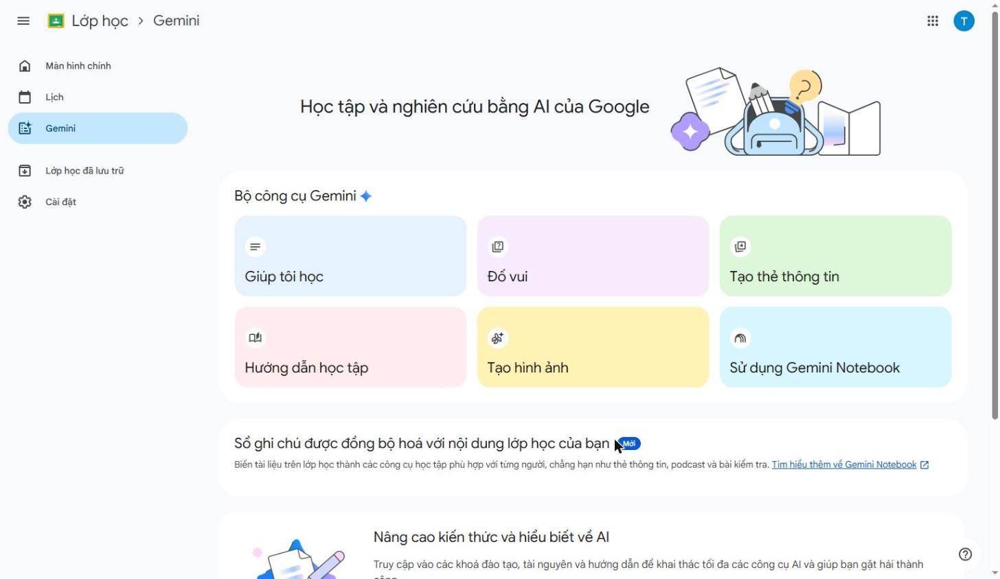 Lớp học > Gemini
T
Màn hình chính
Lịch
Gemini
Lớp học đã lưu trữ
Cài đặt
Học tập và nghiên cứu bằng AI của Google
Bộ công cụ Gemini
Giúp tôi học
Đố vui
Tạo thẻ thông tin
Hướng dẫn học tập
Tạo hình ảnh
Sử dụng Gemini Notebook
Sổ ghi chú được đồng bộ hoá với nội dung lớp học của bạn Mới
Biến tài liệu trên lớp học thành các công cụ học tập phù hợp với từng người, chẳng hạn như thẻ thông tin, podcast và bài kiểm tra. Tìm hiểu thêm về Gemini Notebook
Nâng cao kiến thức và hiểu biết về AI
Truy cập vào các khoá đào tạo, tài nguyên và hướng dẫn để khai thác tối đa các công cụ AI và giúp bạn gặt hái thành